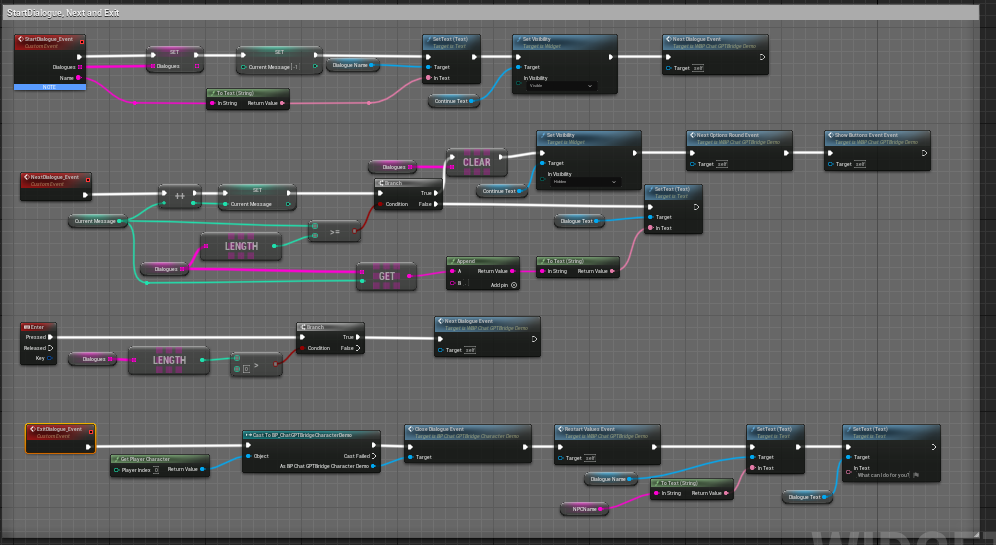 StartDialogue, Next and Exit
StartDialogue_Event
Custom Event
Dialogues
Name
NOTE
SET
Dialogues
SET
Current Message -1
Dialogue Name
SetText (Text)
Target is Text
Target
In Text
Set Visibility
Target is Widget
Target
In Visibility
Visible
Next Dialogue Event
Target is WBP Chat GPTBridge Demo
Target self
To Text (String)
In String Return Value
Continue Text
NextDialogue_Event
Custom Event
++
SET
Current Message
Current Message
Dialogues
CLEAR
Branch
True
Condition False
Set Visibility
Target is Widget
Target
In Visibility
Hidden
Continue Text
Next Options Round Event
Target is WBP Chat GPTBridge Demo
Target self
Show Buttons Event Event
Target is WBP Chat GPTBridge Demo
Target self
SetText (Text)
Target is Text
Target
In Text
Dialogue Text
>=
LENGTH
Dialogues
GET
Append
A Return Value
B Add pin
To Text (String)
In String Return Value
Enter
Pressed
Released
Key
Dialogues
LENGTH
>
0
Branch
True
Condition False
Next Dialogue Event
Target is WBP Chat GPTBridge Demo
Target self
ExitDialogue_Event
Custom Event
Get Player Character
Player Index 0 Return Value
Cast To BP_ChatGPTBridgeCharacterDemo
Object Cast Failed
As BP Chat GPTBridge Character Demo
Close Dialogue Event
Target is BP Chat GPTBridge Character Demo
Target
Restart Values Event
Target is WBP Chat GPTBridge Demo
Target self
Dialogue Name
NPCName
To Text (String)
In String Return Value
SetText (Text)
Target is Text
Target
In Text
Dialogue Text
SetText (Text)
Target is Text
Target
In Text
What can I do for you?
WIDGET